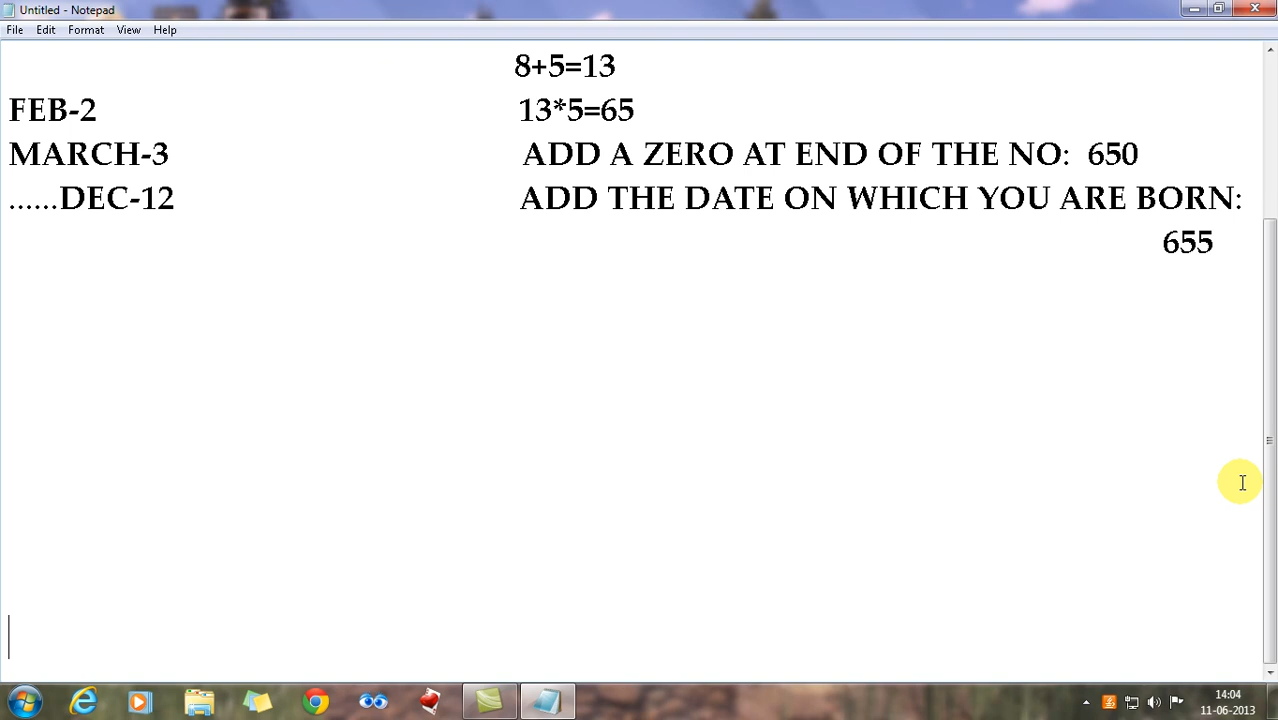 Untitled - Notepad
File Edit Format View Help
8+5=13
FEB-2 13*5=65
MARCH-3 ADD A ZERO AT END OF THE NO: 650
......DEC-12 ADD THE DATE ON WHICH YOU ARE BORN:
655
14:04
11-06-2013